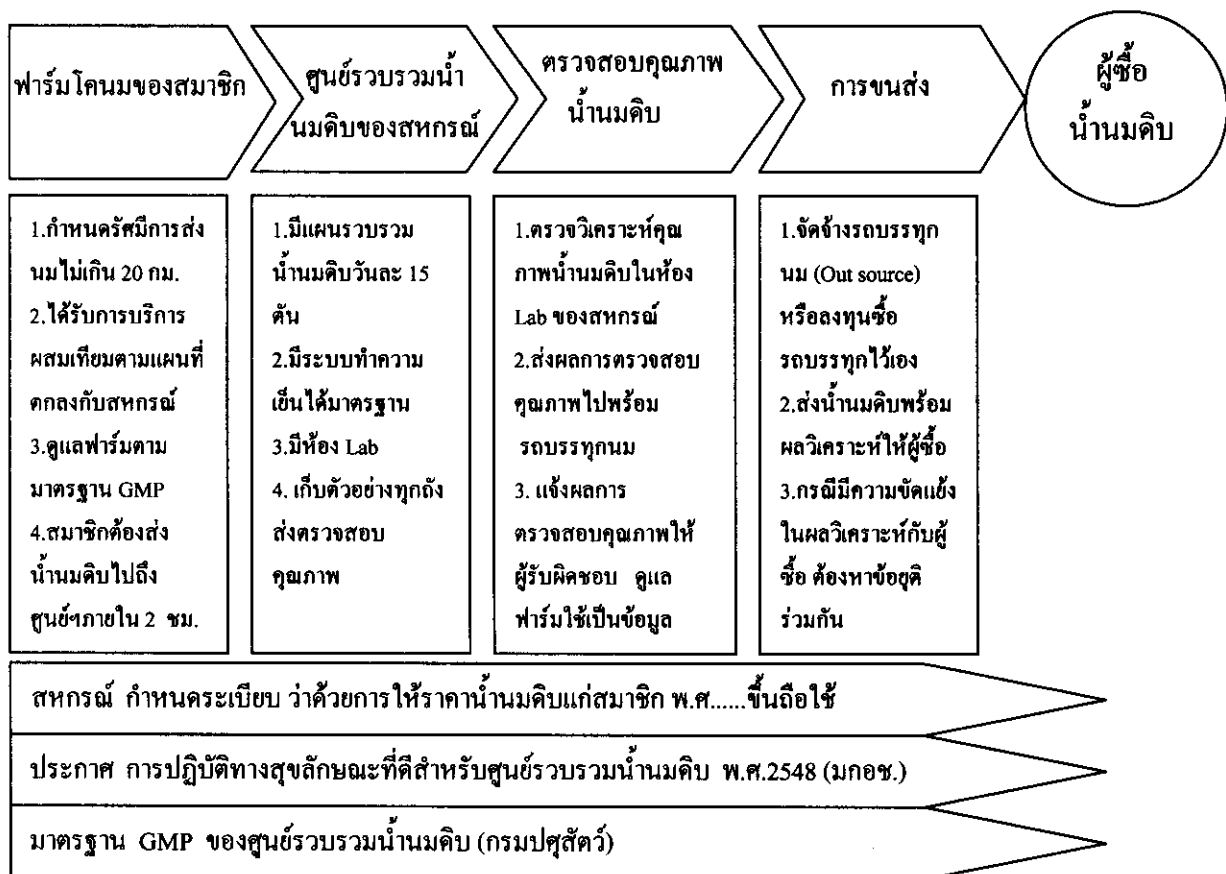 ฟาร์มโคนมของสมาชิก
ศูนย์รวบรวมน้ำ
นมดิบของสหกรณ์
ตรวจสอบคุณภาพ
น้ำนมดิบ
การขนส่ง
ผู้ซื้อ
น้ำนมดิบ
1.กำหนดรัศมีการส่ง
นมไม่เกิน 20 กม.
2.ได้รับการบริการ
ผสมเทียมตามแผนที่
ตกลงกับสหกรณ์
3.ดูแลฟาร์มตาม
มาตรฐาน GMP
4.สมาชิกต้องส่ง
น้ำนมดิบไปถึง
ศูนย์ฯภายใน 2 ชม.
1.มีแผนรวบรวม
น้ำนมดิบวันละ 15
ตัน
2.มีระบบทำความ
เย็นได้มาตรฐาน
3.มีห้อง Lab
4. เก็บตัวอย่างทุกถัง
ส่งตรวจสอบ
คุณภาพ
1.ตรวจวิเคราะห์คุณ
ภาพน้ำนมดิบในห้อง
Lab ของสหกรณ์
2.ส่งผลการตรวจสอบ
คุณภาพไปพร้อม
รถบรรทุกนม
3. แจ้งผลการ
ตรวจสอบคุณภาพให้
ผู้รับผิดชอบ ดูแล
ฟาร์มใช้เป็นข้อมูล
1.จัดจ้างรถบรรทุก
นม (Out source)
หรือลงทุนซื้อ
รถบรรทุกไว้เอง
2.ส่งน้ำนมดิบพร้อม
ผลวิเคราะห์ให้ผู้ซื้อ
3.กรณีมีความขัดแย้ง
ในผลวิเคราะห์กับผู้
ซื้อ ต้องหาข้อยุติ
ร่วมกัน
สหกรณ์ กำหนดระเบียบ ว่าด้วยการให้ราคาน้ำนมดิบแก่สมาชิก พ.ศ......ขึ้นถือใช้
ประกาศ การปฏิบัติทางสุขลักษณะที่ดีสำหรับศูนย์รวบรวมน้ำนมดิบ พ.ศ.2548 (มกอช.)
มาตรฐาน GMP ของศูนย์รวบรวมน้ำนมดิบ (กรมปศุสัตว์)